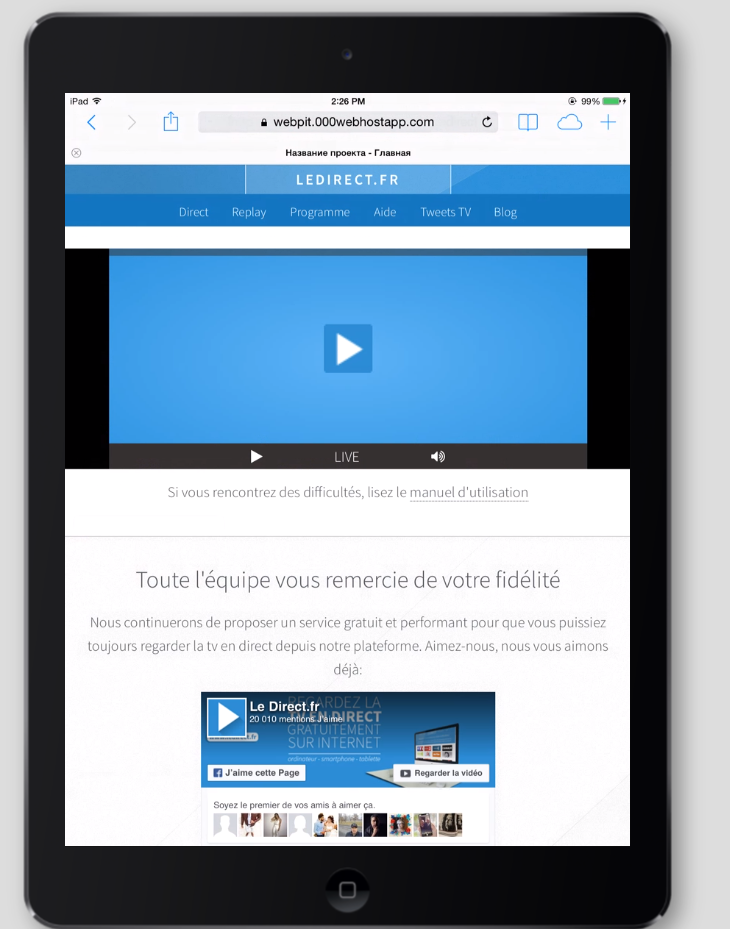 iPad
2:26 PM
99%
webpit.000webhostapp.com
Название проекта - Главная
LEDIRECT.FR
Direct Replay Programme Aide Tweets TV Blog
LIVE
Si vous rencontrez des difficultés, lisez le manuel d'utilisation
Toute l'équipe vous remercie de votre fidélité
Nous continuerons de proposer un service gratuit et performant pour que vous puissiez
toujours regarder la tv en direct depuis notre plateforme. Aimez-nous, nous vous aimons
déjà:
REGARDEZ LA
Le Direct.fr
TV EN DIRECT
20 010 mentions J'aime
GRATUITEMENT
SUR INTERNET
ordinateur - smartphone - tablette
J'aime cette Page
Regarder la vidéo
Soyez le premier de vos amis à aimer ça.